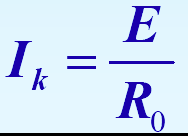 I_k = E / R_0